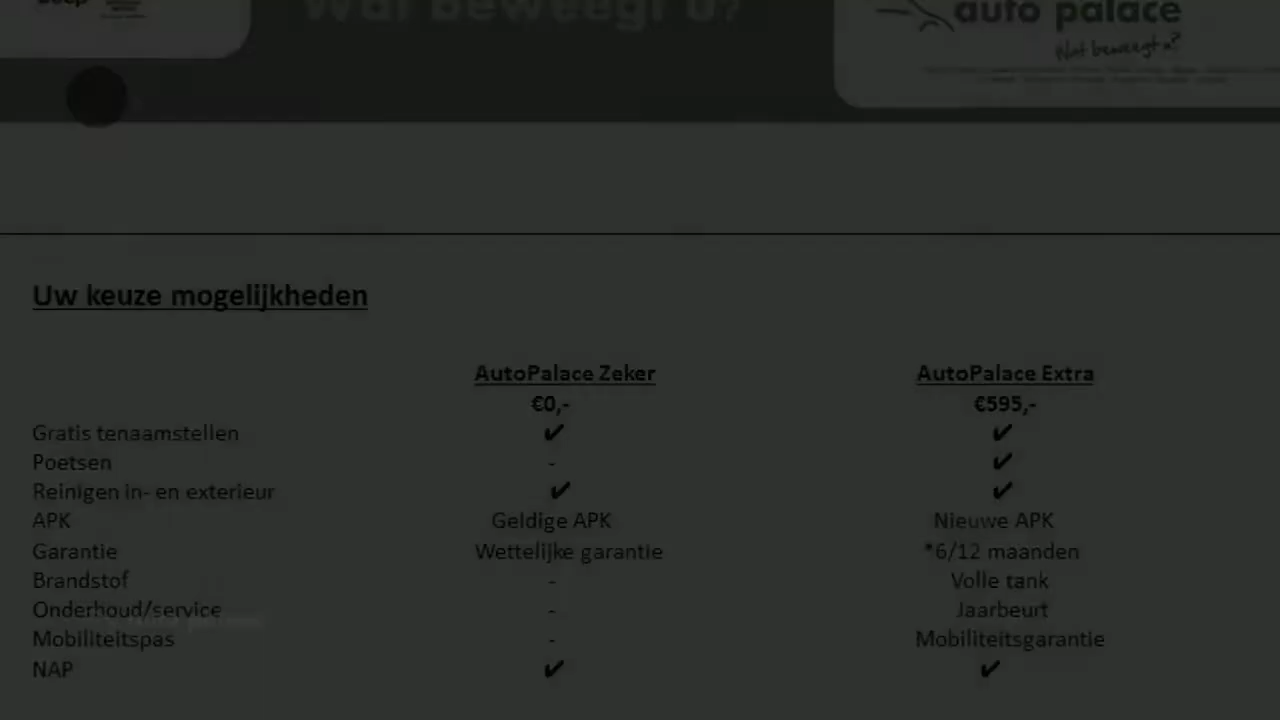 Wat beweegt u?
auto palace
Wat beweegt u?
Uw keuze mogelijkheden
AutoPalace Zeker AutoPalace Extra
€0,- €595,-
Gratis tenaamstellen ✔ ✔
Poetsen - ✔
Reinigen in- en exterieur ✔ ✔
APK Geldige APK Nieuwe APK
Garantie Wettelijke garantie *6/12 maanden
Brandstof - Volle tank
Onderhoud/service - Jaarbeurt
Mobiliteitspas - Mobiliteitsgarantie
NAP ✔ ✔